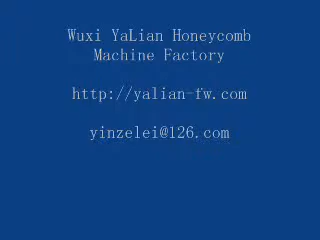 Wuxi YaLian Honeycomb
Machine Factory
http://yalian-fw.com
yinzelei@126.com